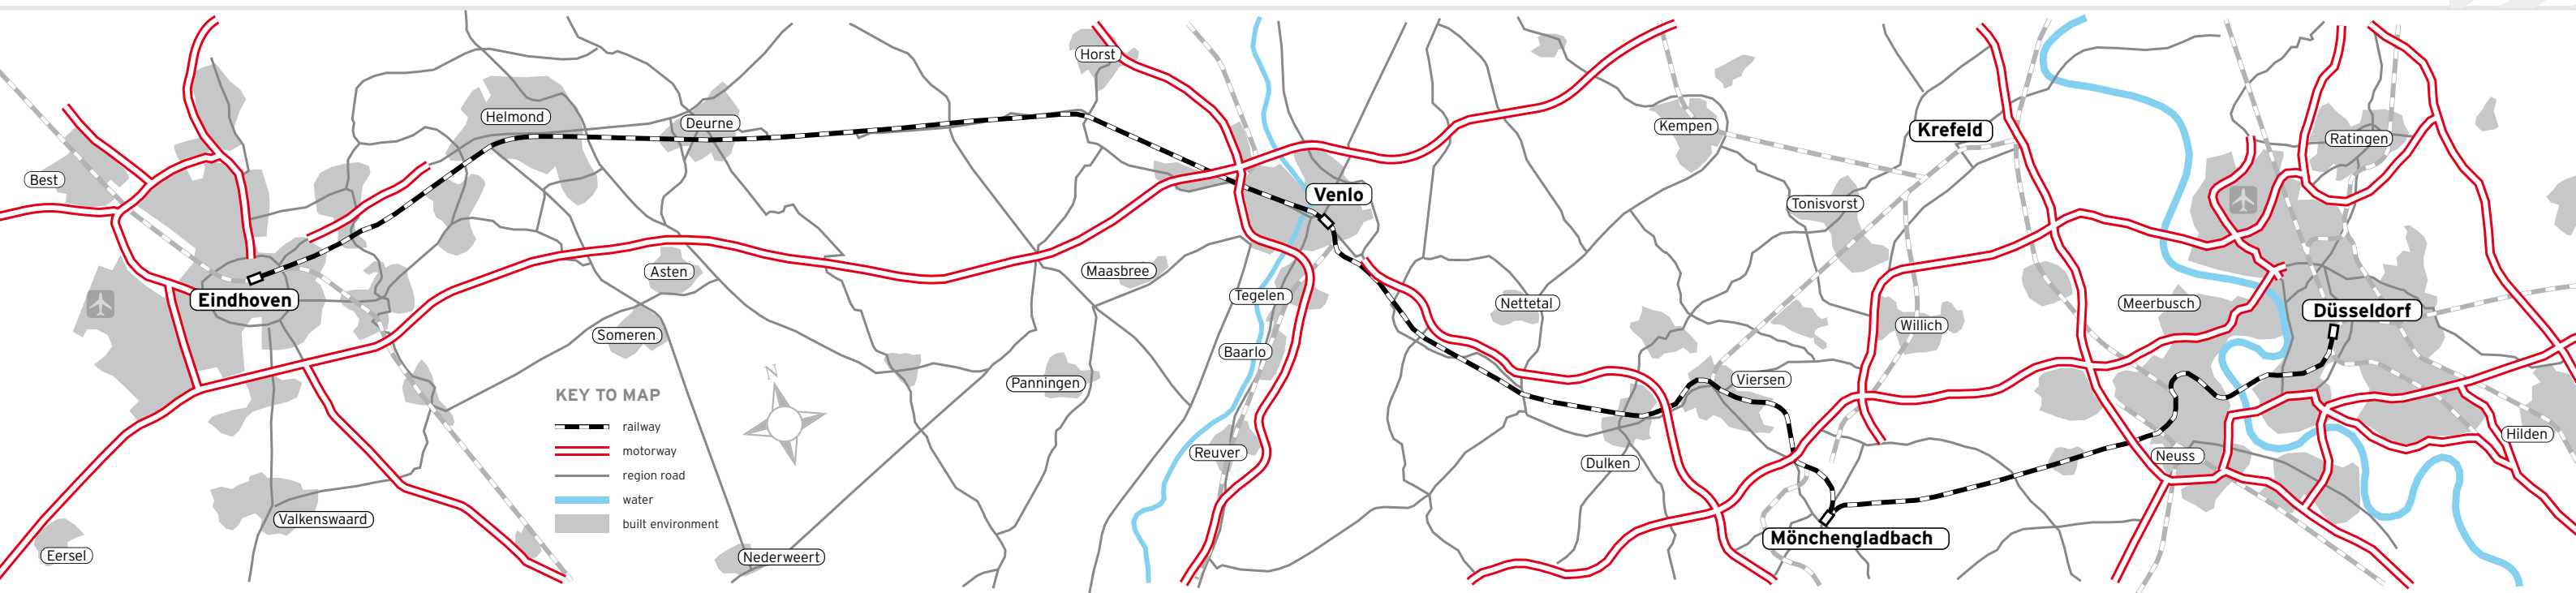 Horst
Helmond
Deurne
Kempen
Krefeld
Ratingen
Best
Venlo
Tonisvorst
Asten
Maasbree
Eindhoven
Tegelen
Nettetal
Meerbusch
Düsseldorf
Someren
Willich
Baarlo
Panningen
Viersen
N
KEY TO MAP
railway
motorway
region road
water
built environment
Reuver
Dulken
Neuss
Hilden
Valkenswaard
Mönchengladbach
Eersel
Nederweert